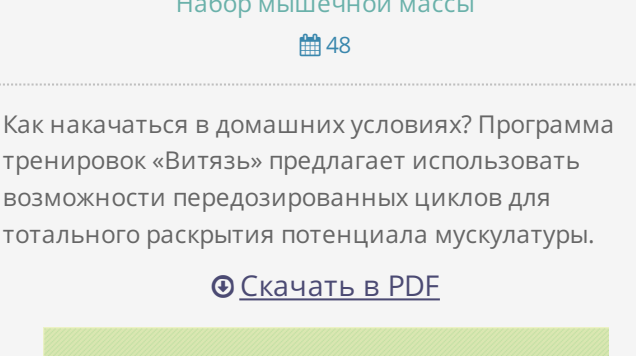 Набор мышечной массы
48
Как накачаться в домашних условиях? Программа
тренировок «Витязь» предлагает использовать
возможности передозированных циклов для
тотального раскрытия потенциала мускулатуры.
Скачать в PDF